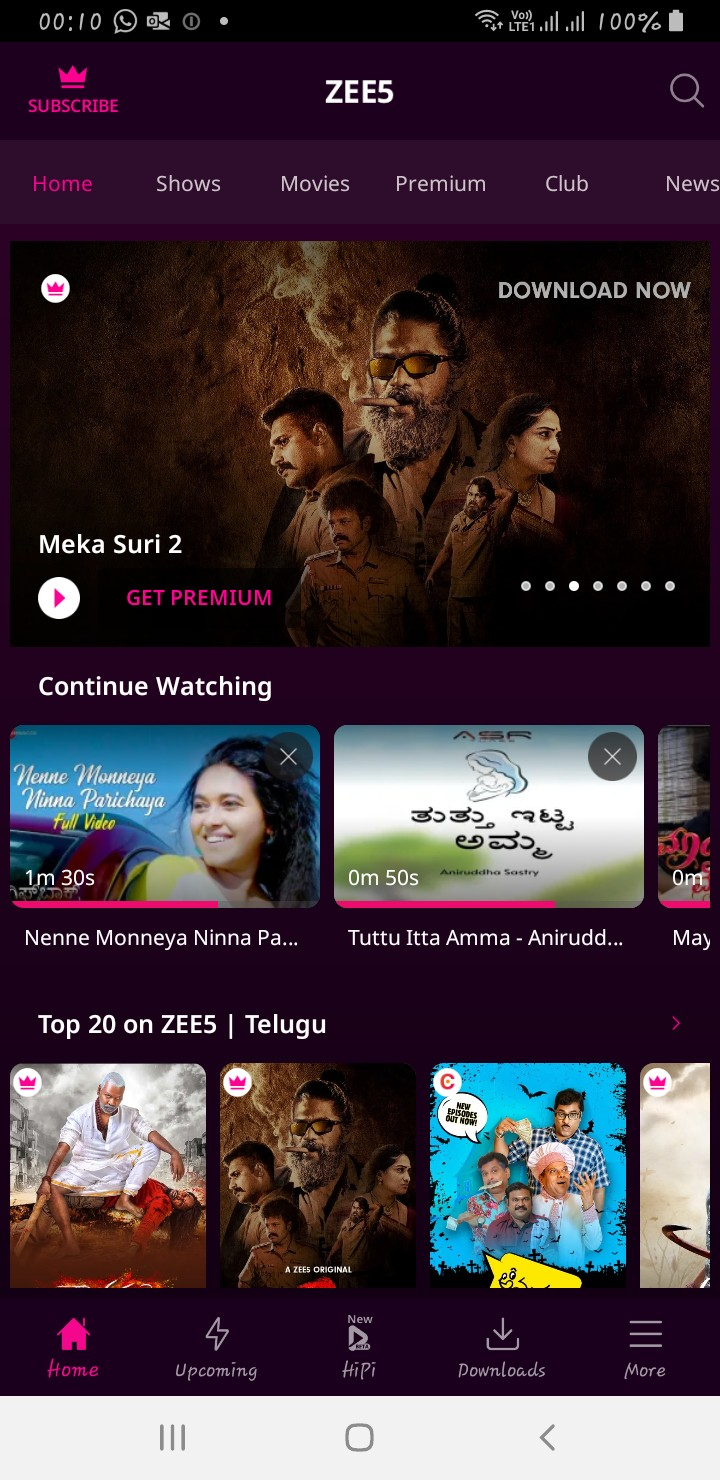 00:10
Vo))
LTE1
100%
SUBSCRIBE
ZEE5
Home
Shows
Movies
Premium
Club
News
DOWNLOAD NOW
Meka Suri 2
GET PREMIUM
Continue Watching
Nenne Monneya
Ninna Parichaya
Full Video
1m 30s
ASR
ತುತ್ತು ಇಟ್ಟ
ಅಮ್ಮ
Aniruddha Sastry
0m 50s
0m
Nenne Monneya Ninna Pa...
Tuttu Itta Amma - Anirudd...
May
Top 20 on ZEE5 | Telugu
NEW
EPISODES
OUT NOW!
A ZEE5 ORIGINAL
Home
Upcoming
New
BETA
HiPi
Downloads
More